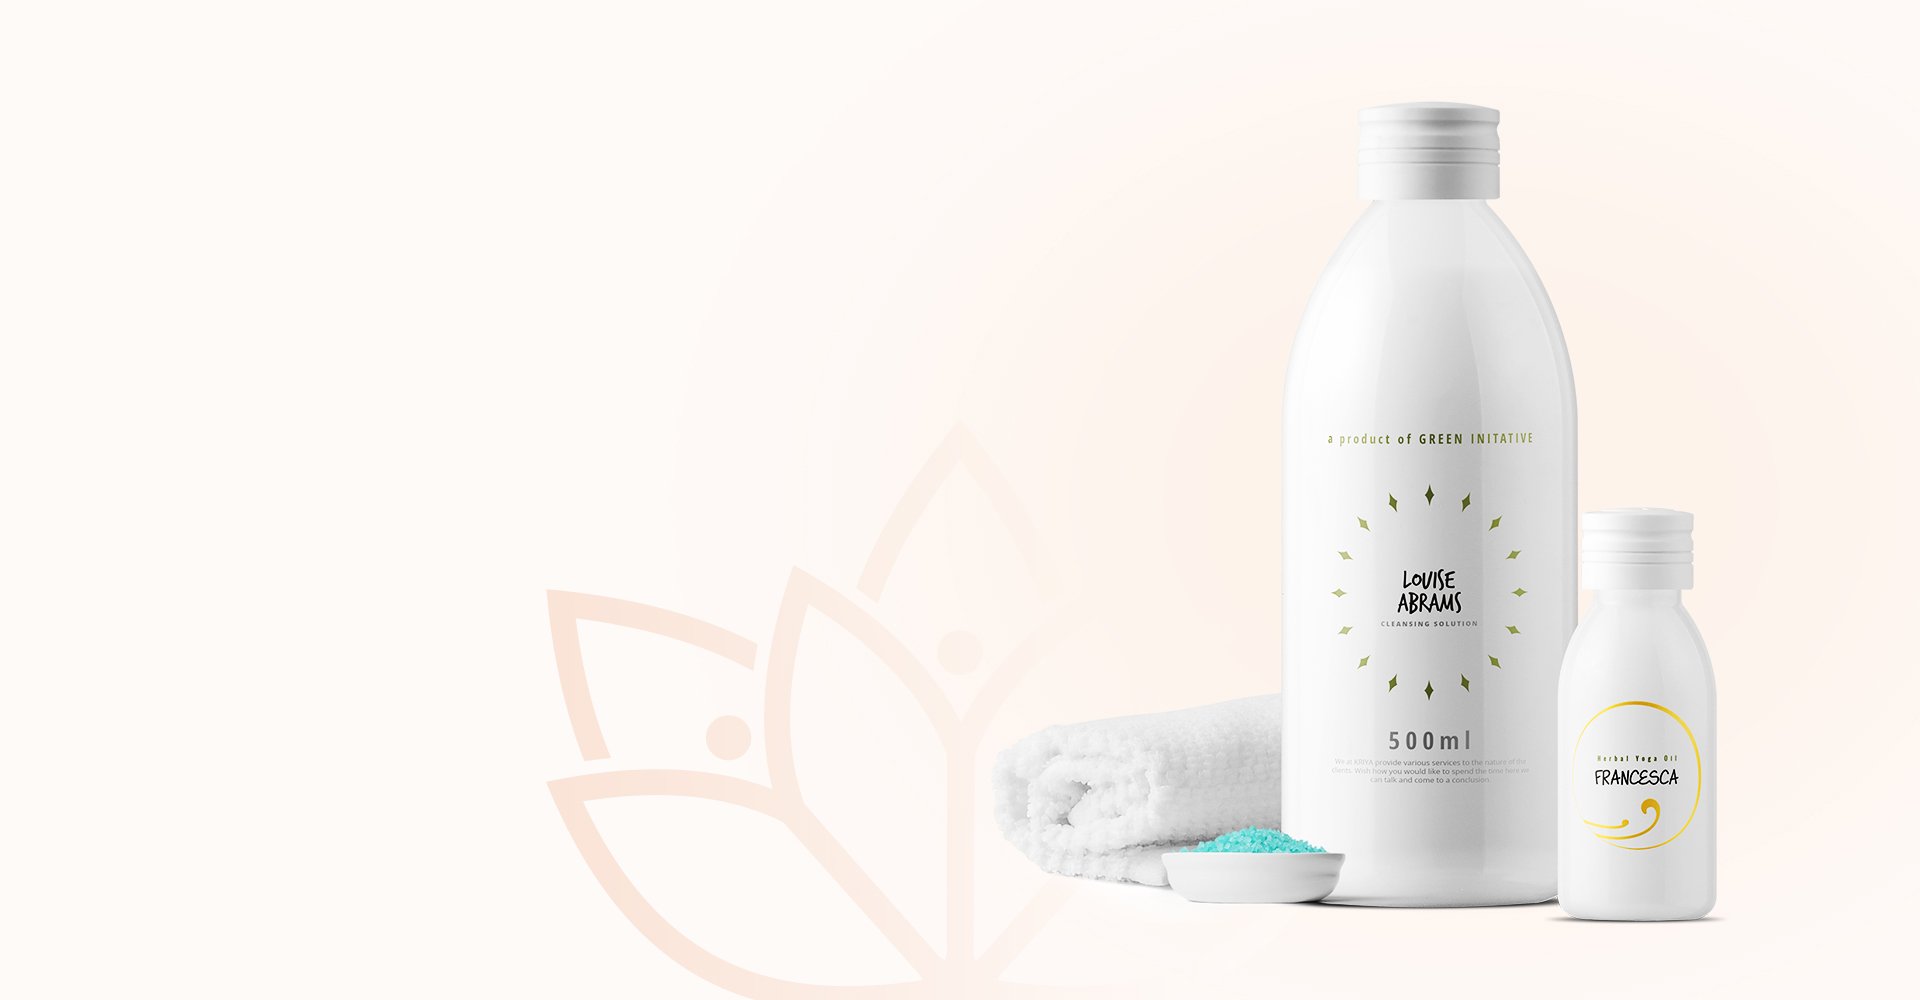 a product of GREEN INITATIVE
LOUISE
ABRAMS
CLEANSING SOLUTION
500ml
We at KRIYA provide various services to the nature of the
clients. Wish how you would like to spend the time here we
can talk and come to a conclusion.
Herbal Yoga Oil
FRANCESCA